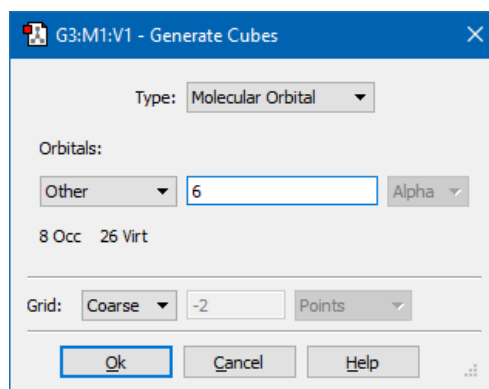 G3:M1:V1 - Generate Cubes
Type: Molecular Orbital
Orbitals:
Other 6 Alpha
8 Occ 26 Virt
Grid: Coarse -2 Points
Ok Cancel Help